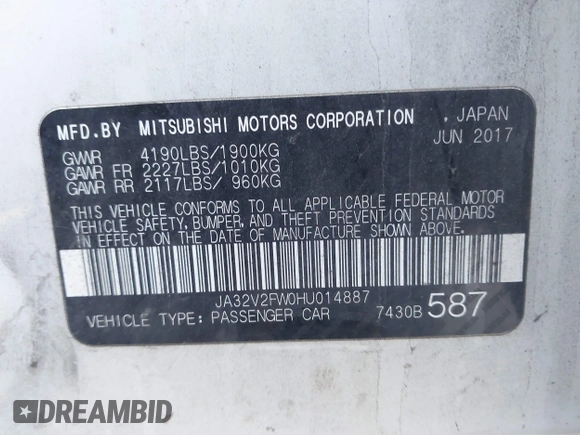 MFD.BY MITSUBISHI MOTORS CORPORATION , JAPAN
JUN 2017
GVWR 4190LBS/1900KG
GAWR FR 2227LBS/1010KG
GAWR RR 2117LBS/ 960KG
THIS VEHICLE CONFORMS TO ALL APPLICABLE FEDERAL MOTOR
VEHICLE SAFETY, BUMPER, AND THEFT PREVENTION STANDARDS
IN EFFECT ON THE DATE OF MANUFACTURE SHOWN ABOVE.
JA32V2FW0HU014887
VEHICLE TYPE: PASSENGER CAR 7430B 587
DREAMBID